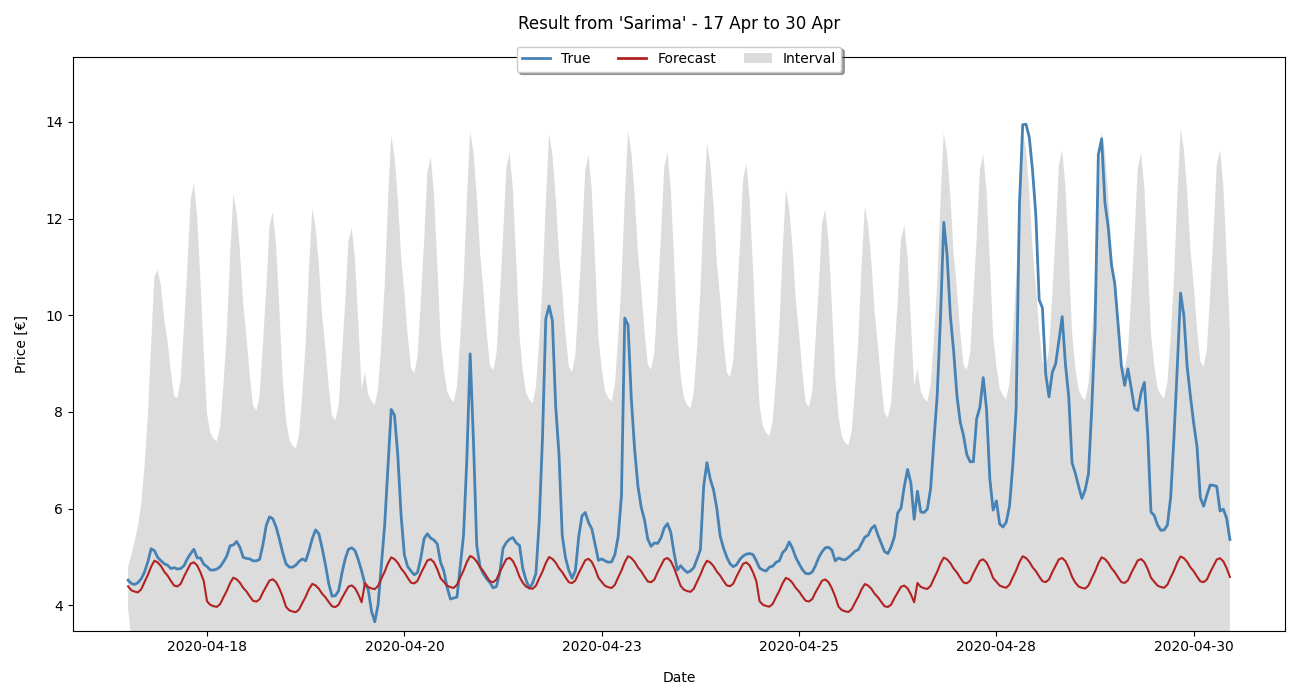 Result from 'Sarima' - 17 Apr to 30 Apr
True Forecast Interval
Price [€]
14
12
10
8
6
4
2020-04-18 2020-04-20 2020-04-23 2020-04-25 2020-04-28 2020-04-30
Date